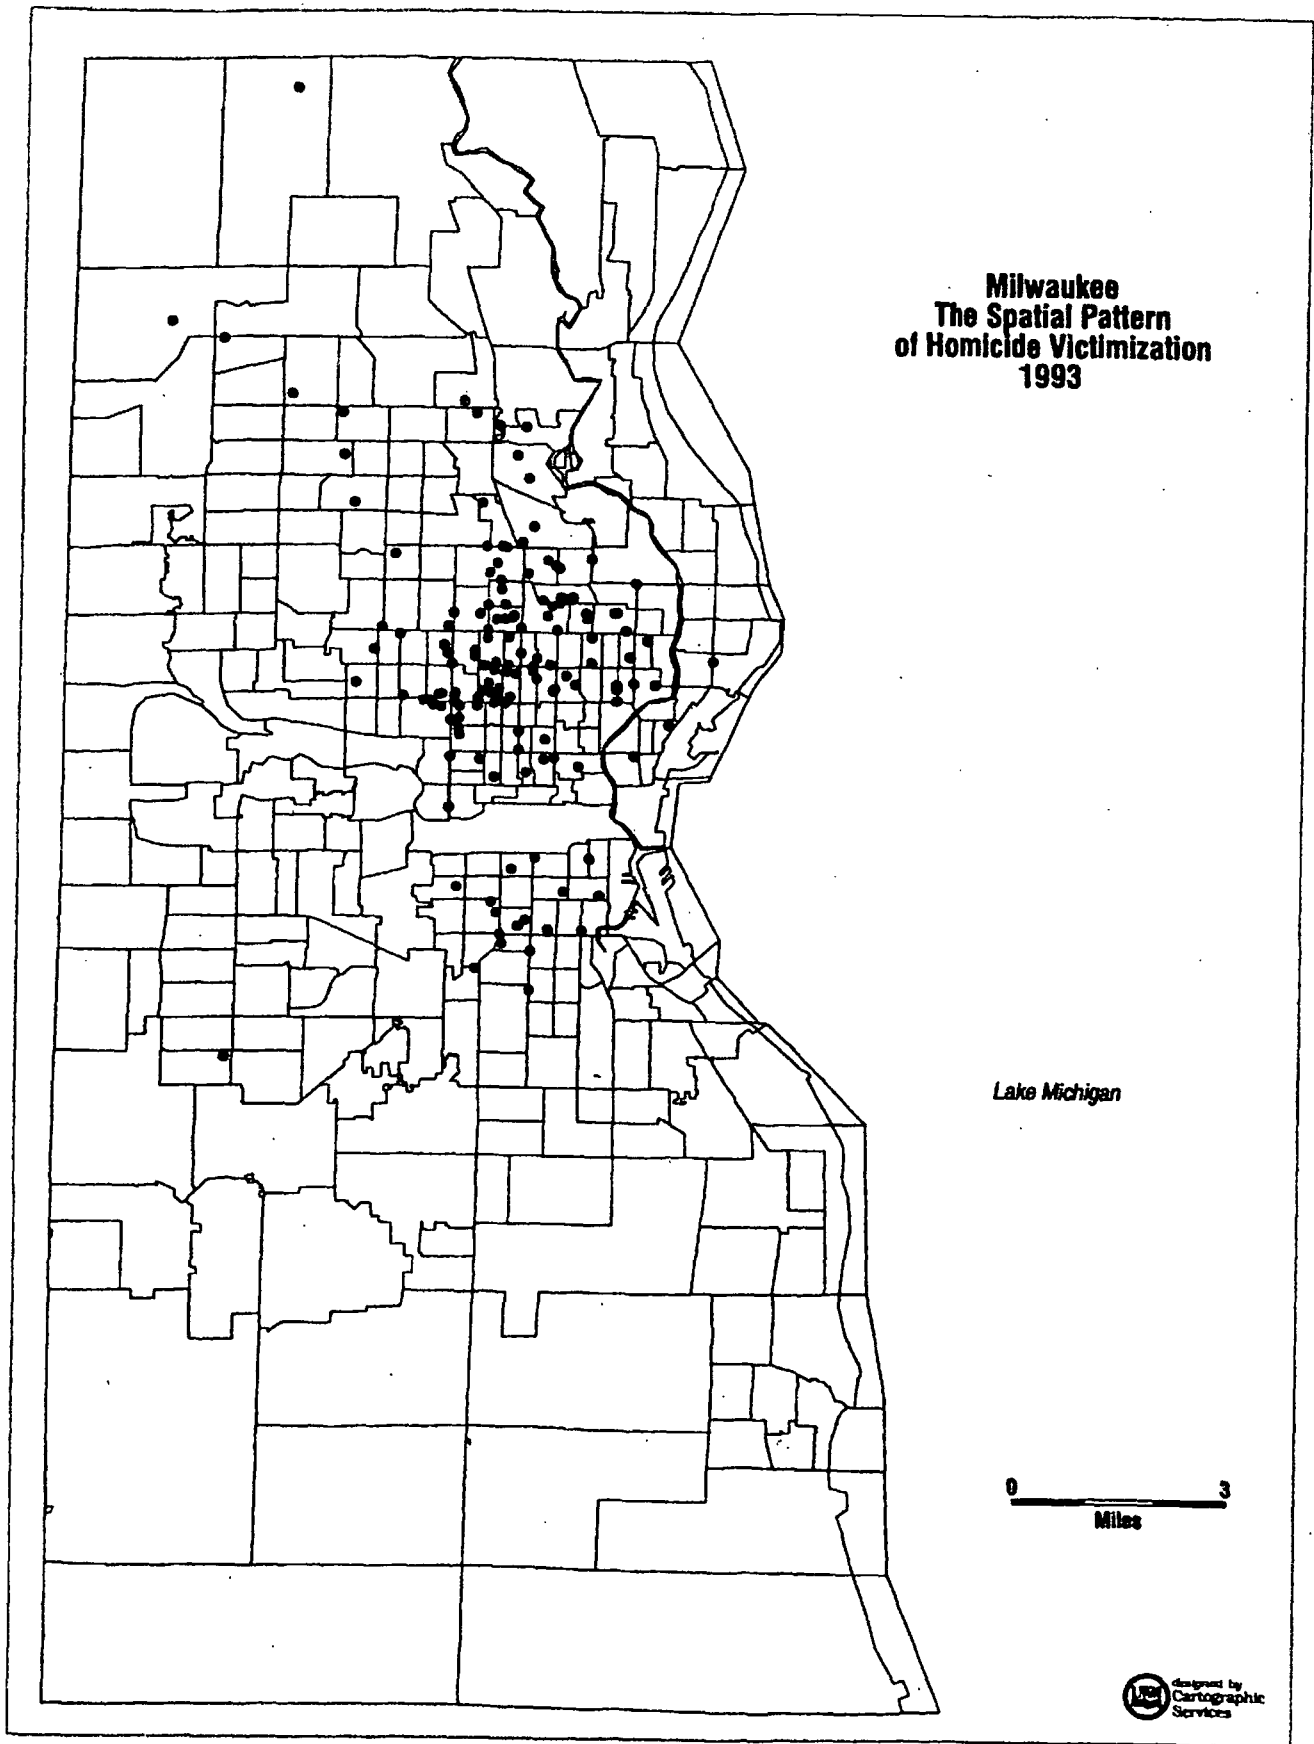 Milwaukee
The Spatial Pattern
of Homicide Victimization
1993
Lake Michigan
0 3
Miles
designed by
Cartographic
Services